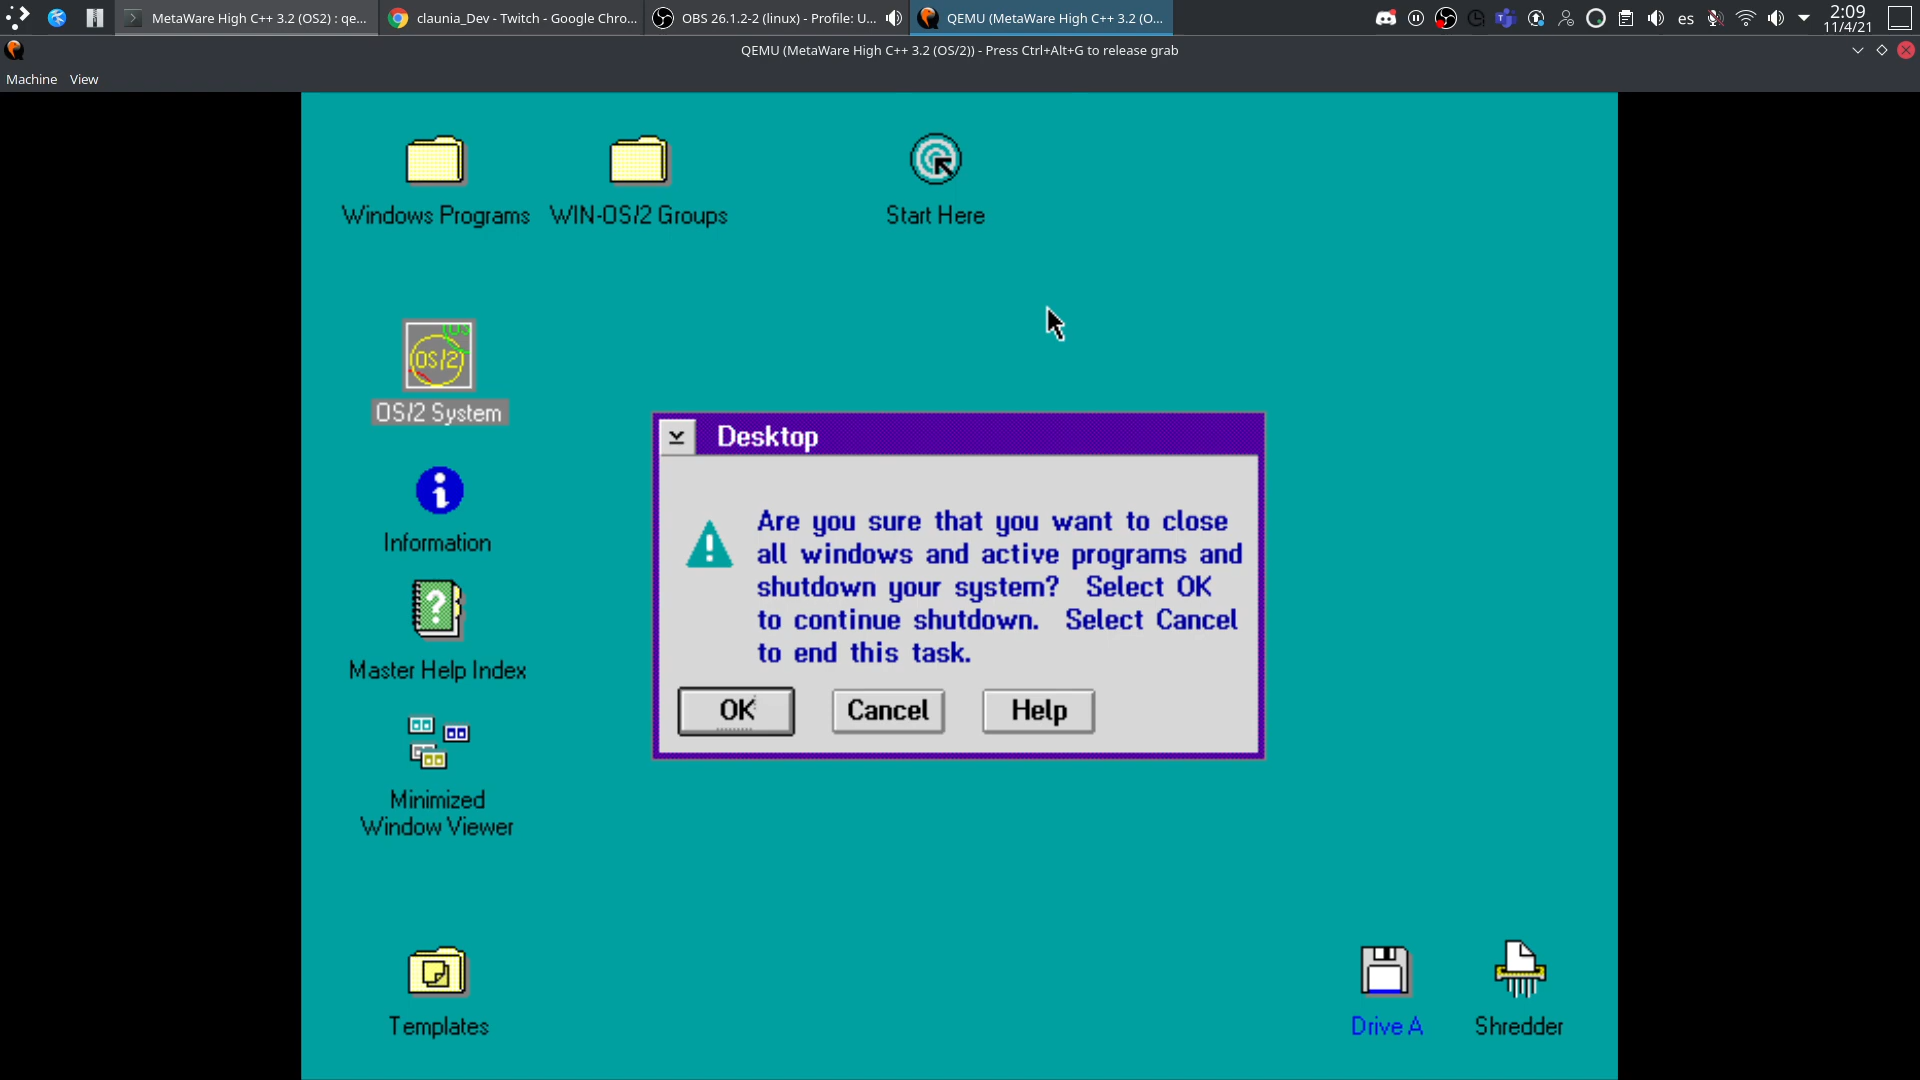 MetaWare High C++ 3.2 (OS2) : qe...
claunia_Dev - Twitch - Google Chro...
OBS 26.1.2-2 (linux) - Profile: U...
QEMU (MetaWare High C++ 3.2 (O...
es
2:09
11/4/21
QEMU (MetaWare High C++ 3.2 (OS/2)) - Press Ctrl+Alt+G to release grab
Machine View
Windows Programs
WIN-OS/2 Groups
Start Here
OS/2
OS/2 System
Information
Master Help Index
Minimized
Window Viewer
Templates
Desktop
Are you sure that you want to close
all windows and active programs and
shutdown your system? Select OK
to continue shutdown. Select Cancel
to end this task.
OK
Cancel
Help
Drive A
Shredder